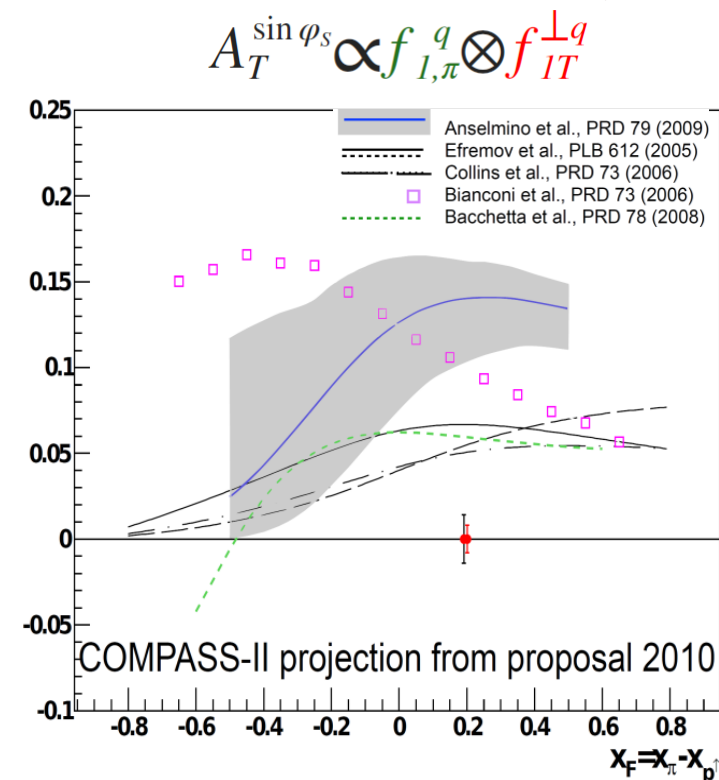 A_T^{sin φ_S} ∝ f_{1,π}^{q} ⊗ f_{1T}^{⊥q}
0.25
Anselmino et al., PRD 79 (2009)
Efremov et al., PLB 612 (2005)
Collins et al., PRD 73 (2006)
Bianconi et al., PRD 73 (2006)
Bacchetta et al., PRD 78 (2008)
0.2
0.15
0.1
0.05
0
-0.05
COMPASS-II projection from proposal 2010
-0.1
-0.8 -0.6 -0.4 -0.2 0 0.2 0.4 0.6 0.8
x_F=x_π-x_{p↑}